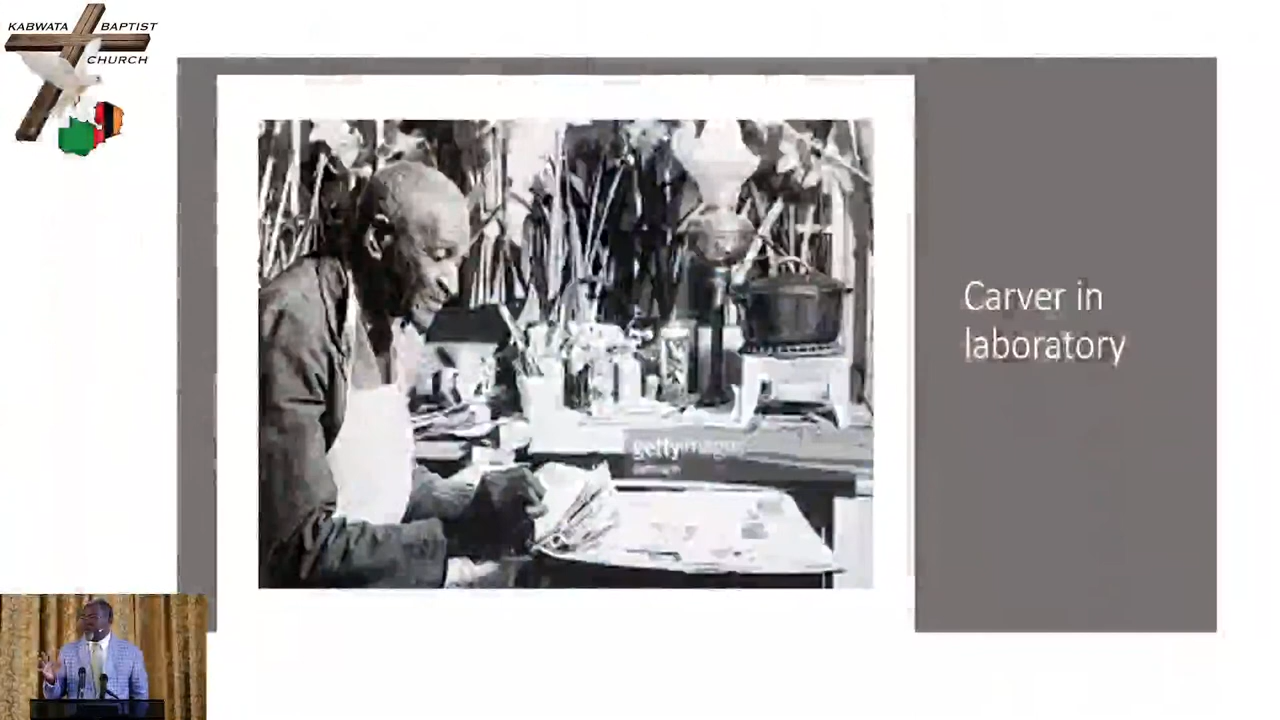 KABWATA BAPTIST
CHURCH
Carver in
laboratory
gettyimages